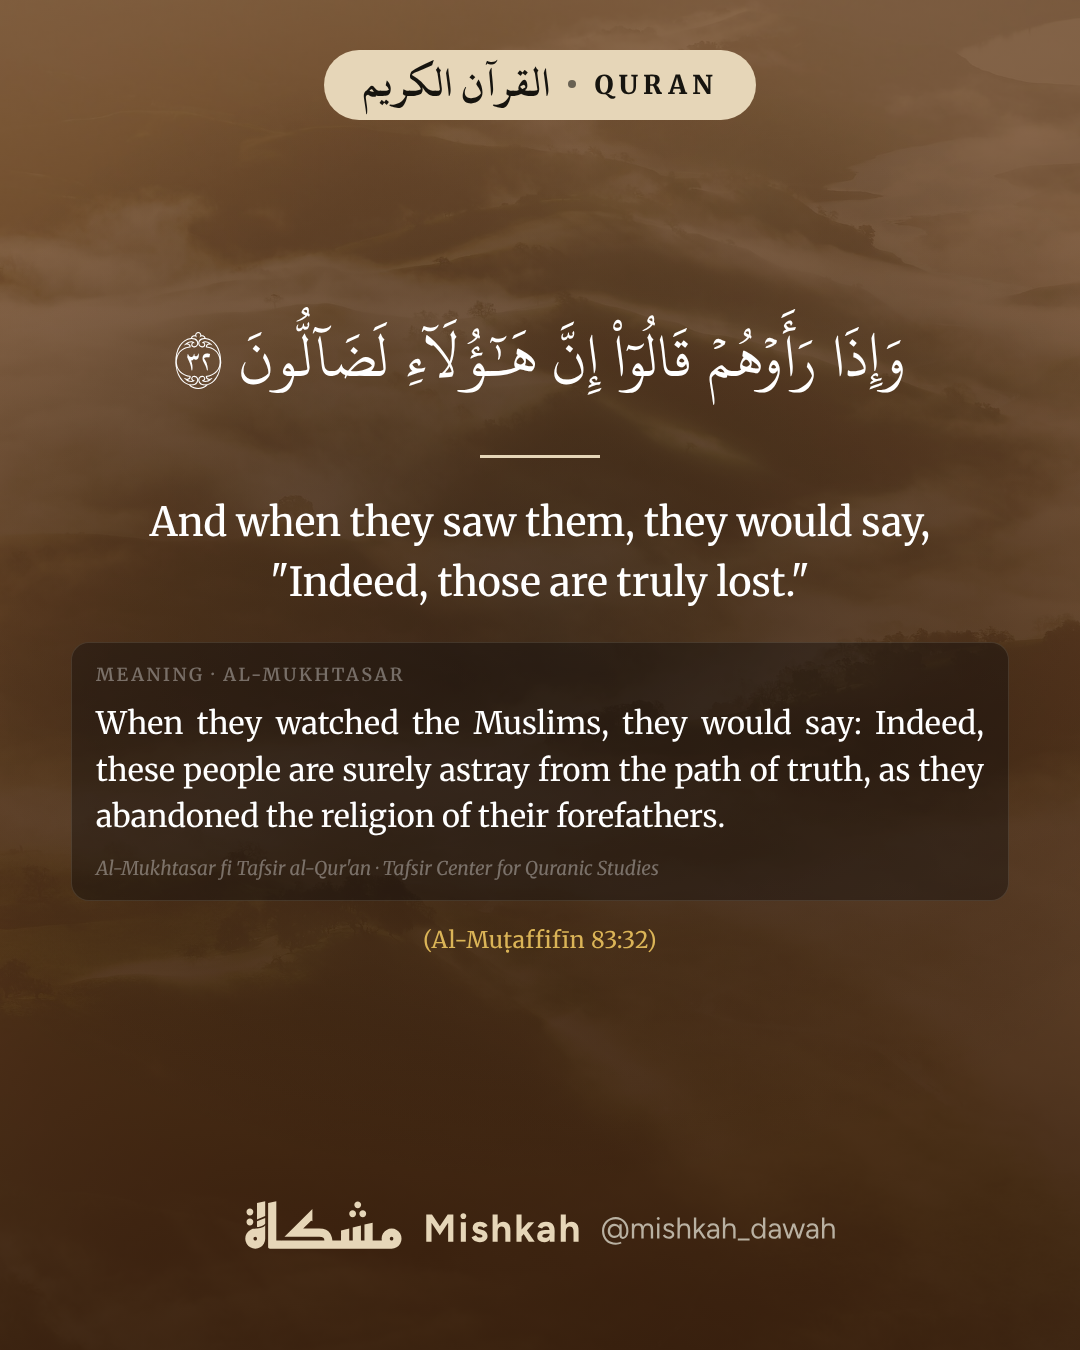 القرآن الكريم • QURAN
وَإِذَا رَأَوْهُمْ قَالُوٓا۟ إِنَّ هَـٰٓؤُلَآءِ لَضَآلُّونَ ٣٢
And when they saw them, they would say,
"Indeed, those are truly lost."
MEANING · AL-MUKHTASAR
When they watched the Muslims, they would say: Indeed,
these people are surely astray from the path of truth, as they
abandoned the religion of their forefathers.
Al-Mukhtasar fi Tafsir al-Qur'an · Tafsir Center for Quranic Studies
(Al-Muṭaffifīn 83:32)
مشكاة Mishkah @mishkah_dawah